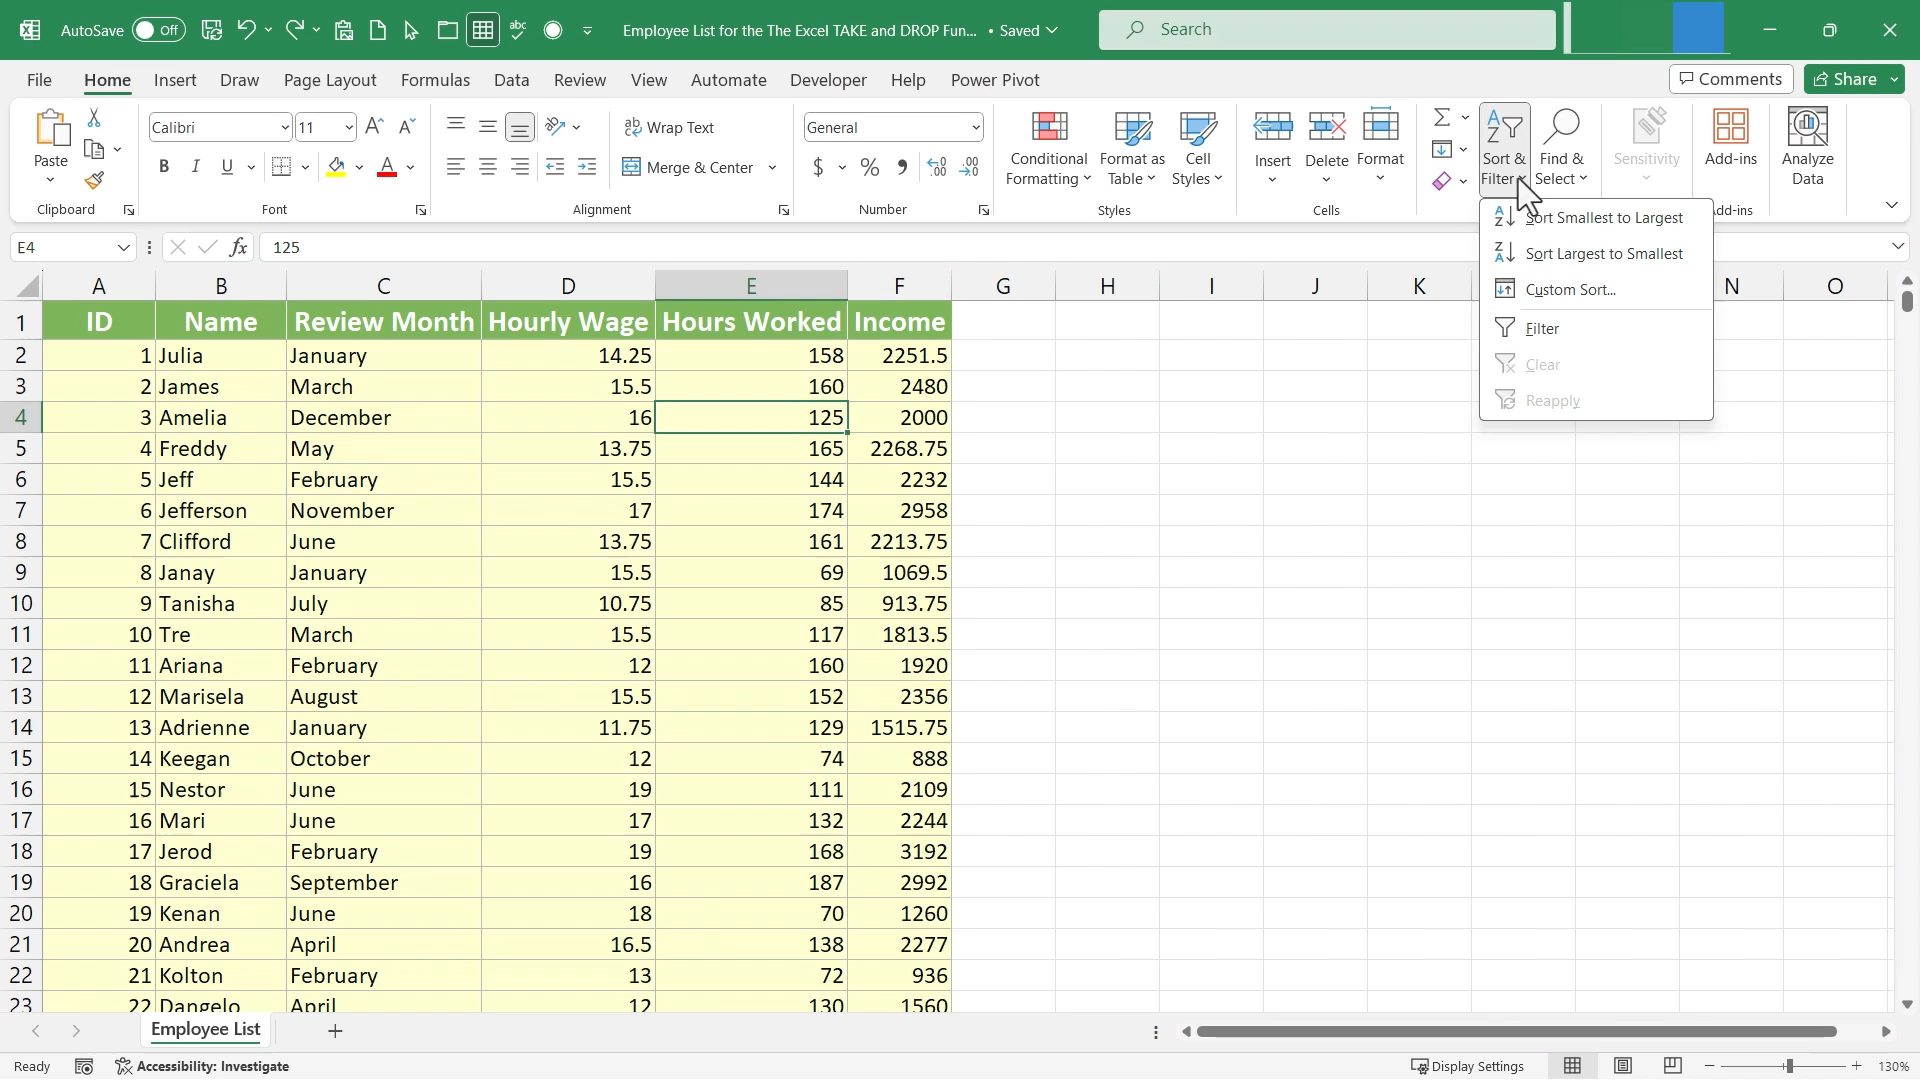 AutoSave Off Employee List for the The Excel TAKE and DROP Fun... • Saved Search
File Home Insert Draw Page Layout Formulas Data Review View Automate Developer Help Power Pivot Comments Share
Paste
Clipboard
Calibri 11
B I U A
Font
Wrap Text
Merge & Center
Alignment
General
$ % 9
Number
Conditional Formatting
Format as Table
Cell Styles
Styles
Insert Delete Format
Cells
Sort & Filter
Find & Select
Sensitivity
Add-ins
dd-ins
Analyze Data
Sort Smallest to Largest
Sort Largest to Smallest
Custom Sort...
Filter
Clear
Reapply
E4 fx 125
A B C D E F G H I J K N O
1 ID Name Review Month Hourly Wage Hours Worked Income
2 1 Julia January 14.25 158 2251.5
3 2 James March 15.5 160 2480
4 3 Amelia December 16 125 2000
5 4 Freddy May 13.75 165 2268.75
6 5 Jeff February 15.5 144 2232
7 6 Jefferson November 17 174 2958
8 7 Clifford June 13.75 161 2213.75
9 8 Janay January 15.5 69 1069.5
10 9 Tanisha July 10.75 85 913.75
11 10 Tre March 15.5 117 1813.5
12 11 Ariana February 12 160 1920
13 12 Marisela August 15.5 152 2356
14 13 Adrienne January 11.75 129 1515.75
15 14 Keegan October 12 74 888
16 15 Nestor June 19 111 2109
17 16 Mari June 17 132 2244
18 17 Jerod February 19 168 3192
19 18 Graciela September 16 187 2992
20 19 Kenan June 18 70 1260
21 20 Andrea April 16.5 138 2277
22 21 Kolton February 13 72 936
23 22 Dangelo April 12 130 1560
Employee List
Ready Accessibility: Investigate Display Settings 130%